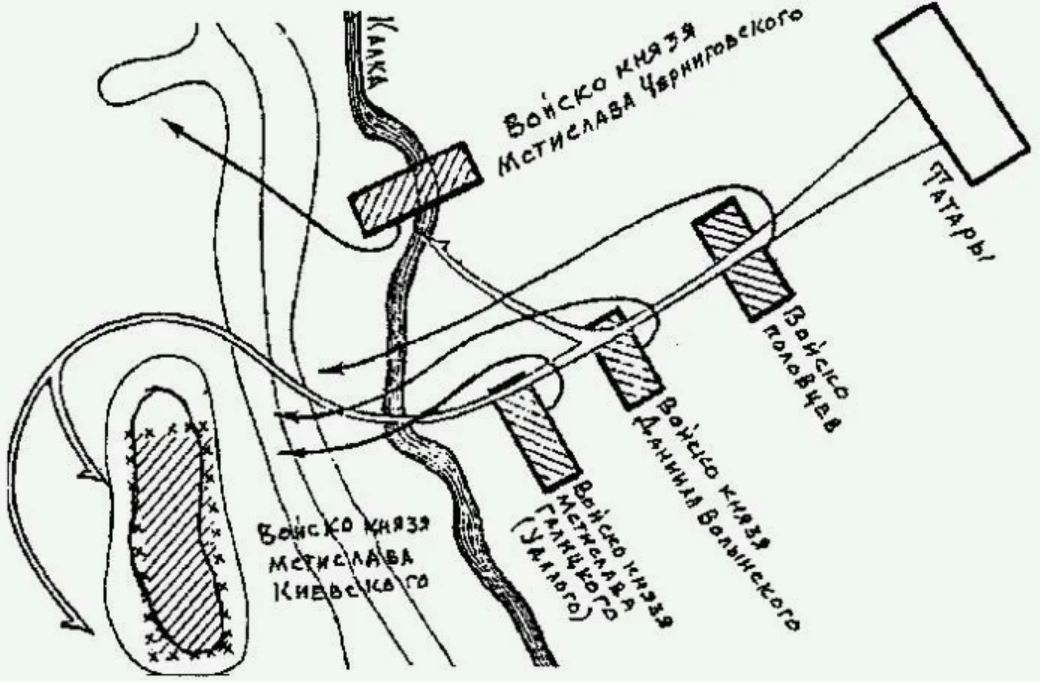 Калка
Войско князя
Мстислава Черниговского
Татары
Войско
половцев
Войско князя
Даниила Волынского
Войско князя
Мстислава
Галицкого
(Удалого)
Войско князя
Мстислава
Киевского